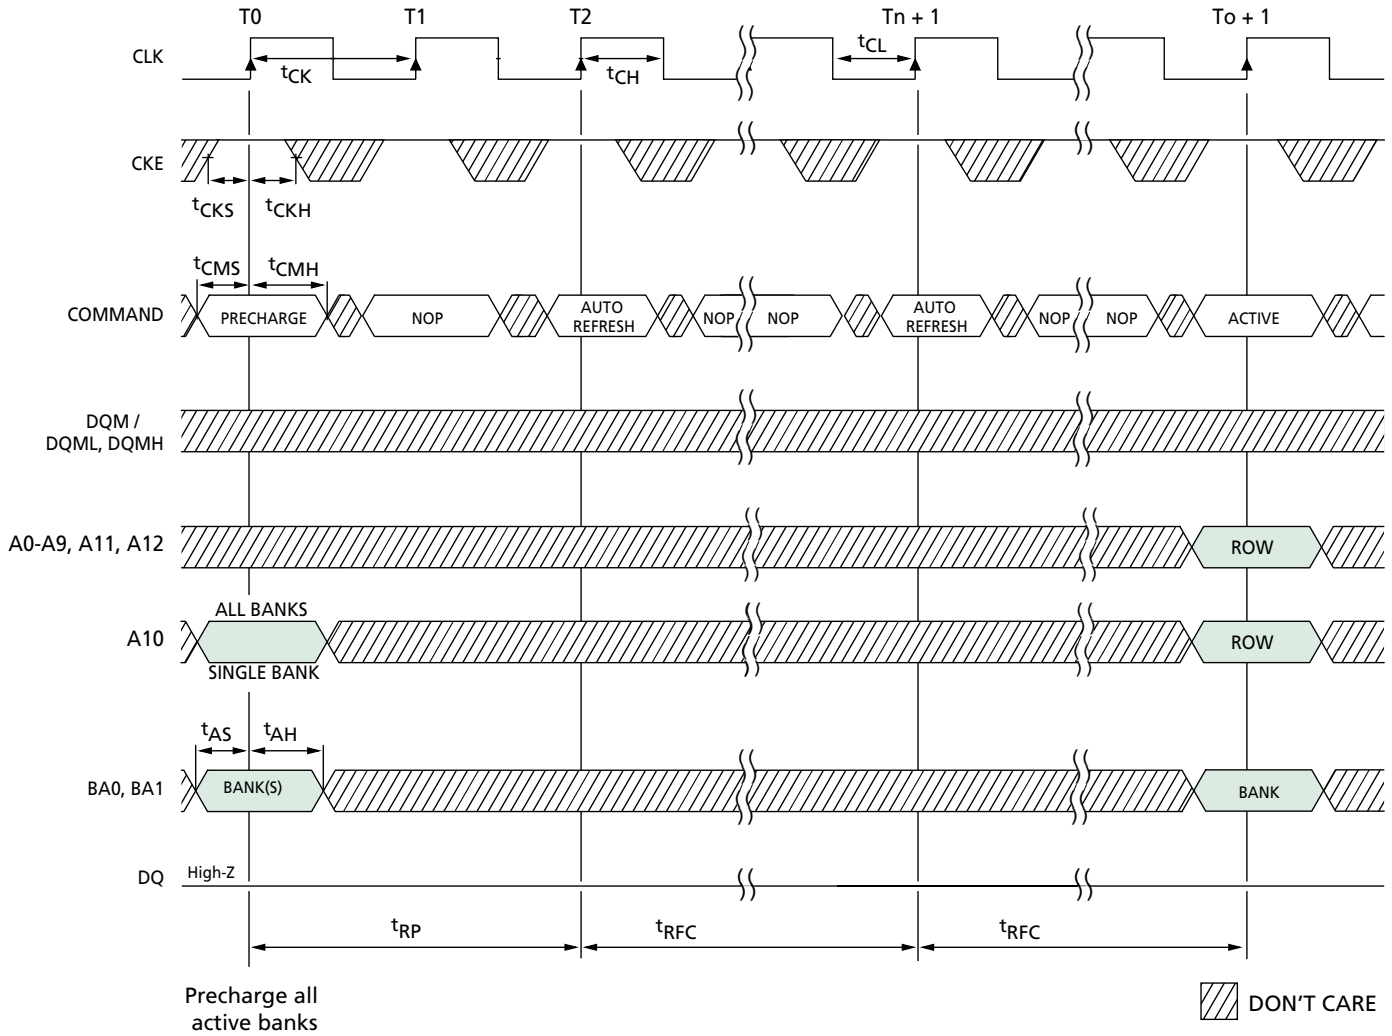 T0 T1 T2 Tn + 1 To + 1
CLK
tCK tCH tCL
CKE
tCKS tCKH
tCMS tCMH
COMMAND PRECHARGE NOP AUTO REFRESH NOP NOP AUTO REFRESH NOP NOP ACTIVE
DQM /
DQML, DQMH
A0-A9, A11, A12 ROW
ALL BANKS
A10 ROW
SINGLE BANK
tAS tAH
BA0, BA1 BANK(S) BANK
DQ High-Z
tRP tRFC tRFC
Precharge all
active banks
DON'T CARE